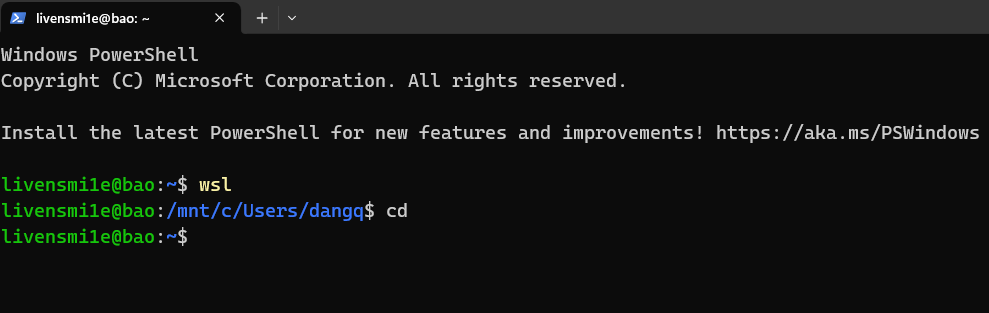 livensmi1e@bao: ~
Windows PowerShell
Copyright (C) Microsoft Corporation. All rights reserved.
Install the latest PowerShell for new features and improvements! https://aka.ms/PSWindows
livensmi1e@bao:~$ wsl
livensmi1e@bao:/mnt/c/Users/dangq$ cd
livensmi1e@bao:~$